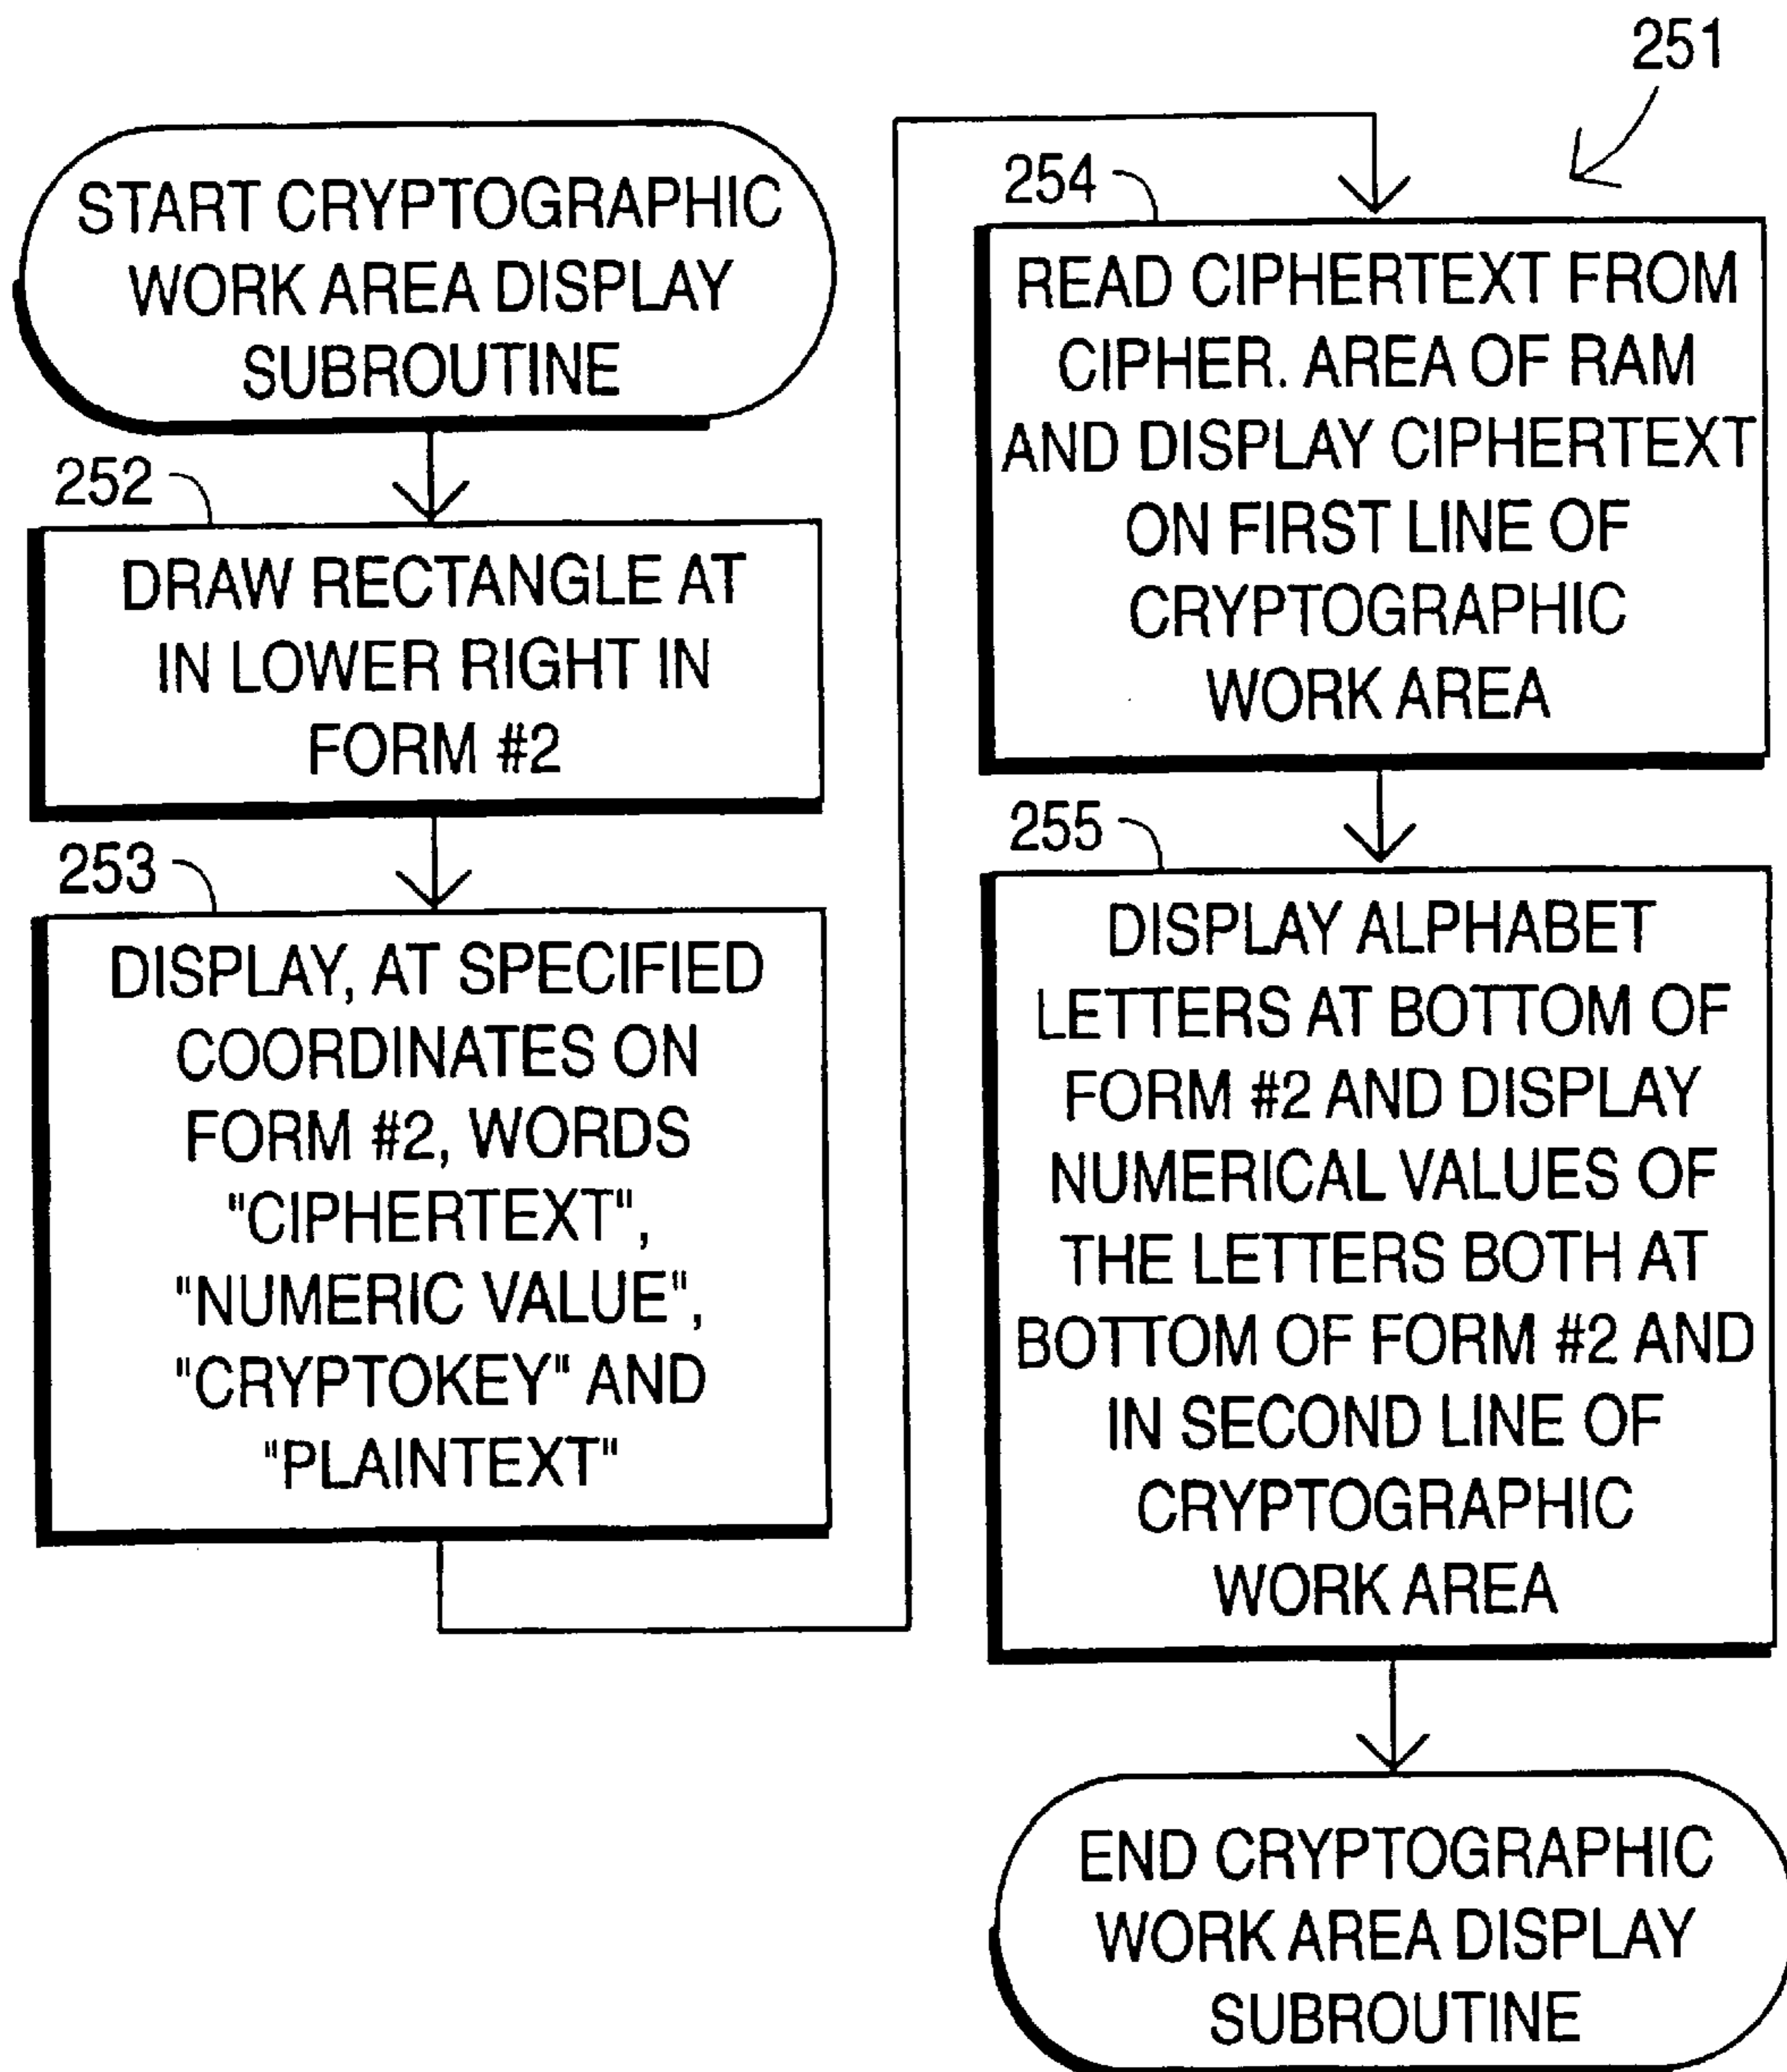 START CRYPTOGRAPHIC
WORK AREA DISPLAY
SUBROUTINE
252
DRAW RECTANGLE AT
IN LOWER RIGHT IN
FORM #2
253
DISPLAY, AT SPECIFIED
COORDINATES ON
FORM #2, WORDS
"CIPHERTEXT",
"NUMERIC VALUE",
"CRYPTOKEY" AND
"PLAINTEXT"
251
254
READ CIPHERTEXT FROM
CIPHER. AREA OF RAM
AND DISPLAY CIPHERTEXT
ON FIRST LINE OF
CRYPTOGRAPHIC
WORK AREA
255
DISPLAY ALPHABET
LETTERS AT BOTTOM OF
FORM #2 AND DISPLAY
NUMERICAL VALUES OF
THE LETTERS BOTH AT
BOTTOM OF FORM #2 AND
IN SECOND LINE OF
CRYPTOGRAPHIC
WORK AREA
END CRYPTOGRAPHIC
WORK AREA DISPLAY
SUBROUTINE